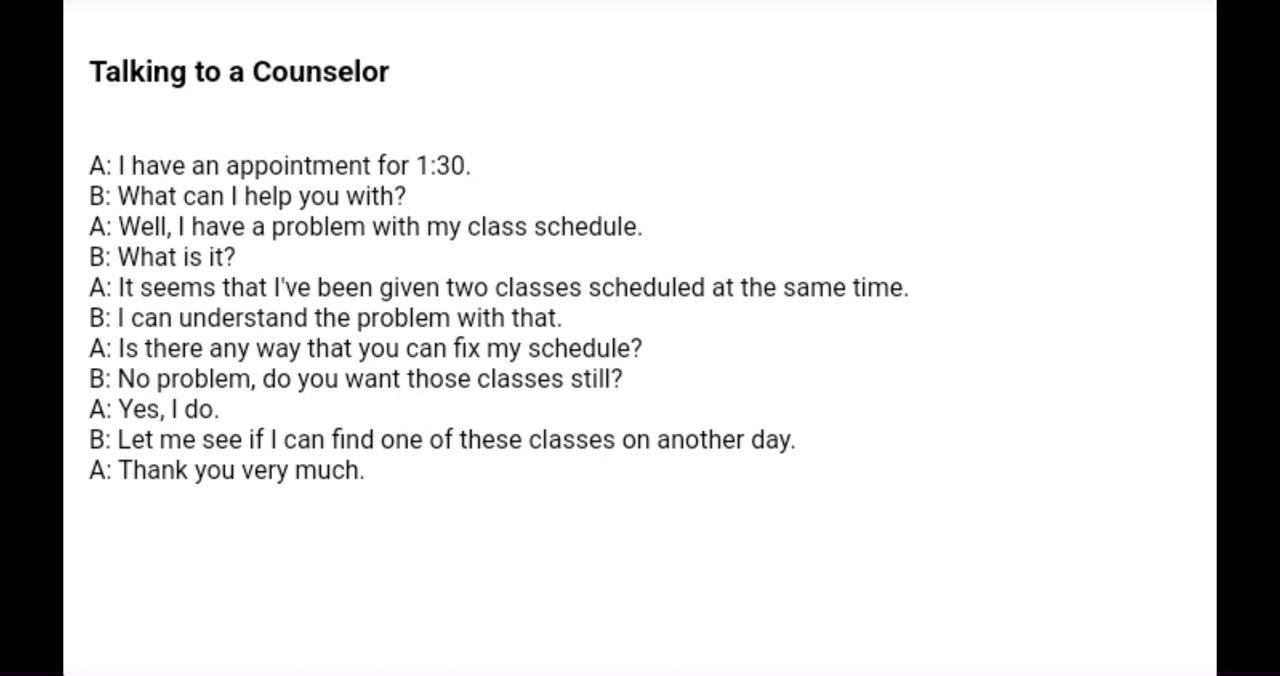 Talking to a Counselor
A: I have an appointment for 1:30.
B: What can I help you with?
A: Well, I have a problem with my class schedule.
B: What is it?
A: It seems that I've been given two classes scheduled at the same time.
B: I can understand the problem with that.
A: Is there any way that you can fix my schedule?
B: No problem, do you want those classes still?
A: Yes, I do.
B: Let me see if I can find one of these classes on another day.
A: Thank you very much.